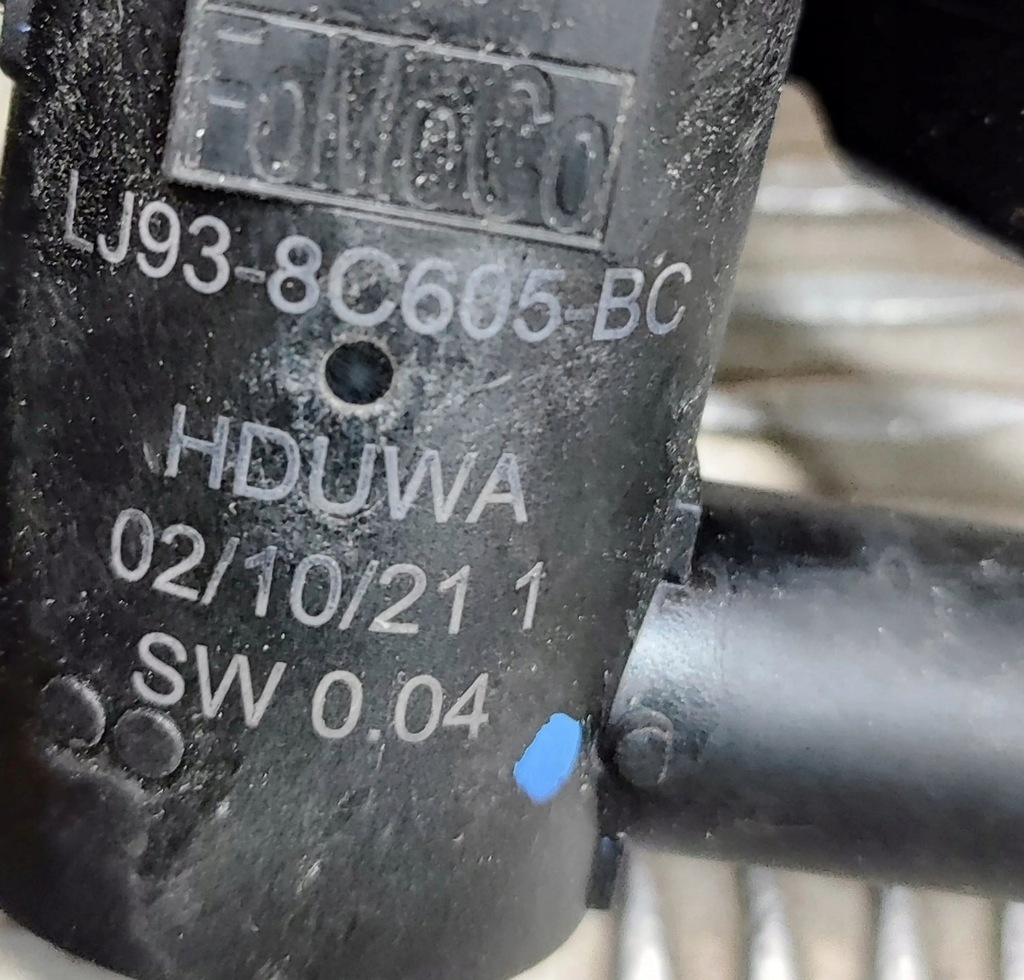 FoMoCo
LJ93-8C605-BC
HDUWA
02/10/21 1
SW 0.04